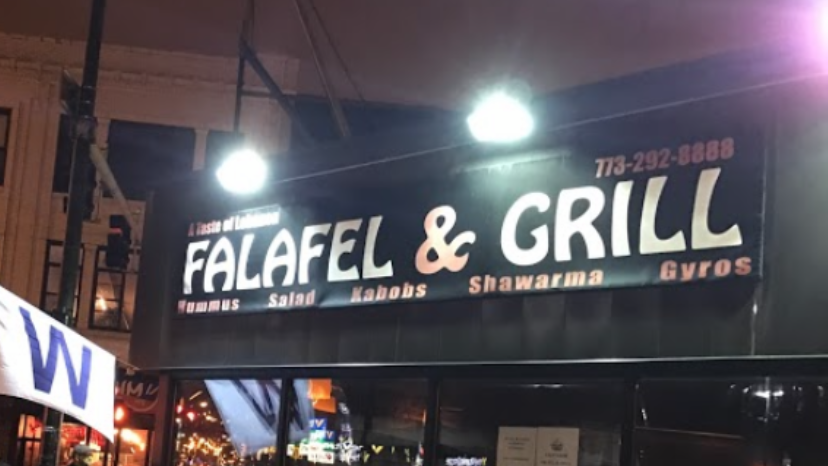 773-292-8888
A Taste of Lebanon
FALAFEL & GRILL
Hummus Salad Kabobs Shawarma Gyros
W